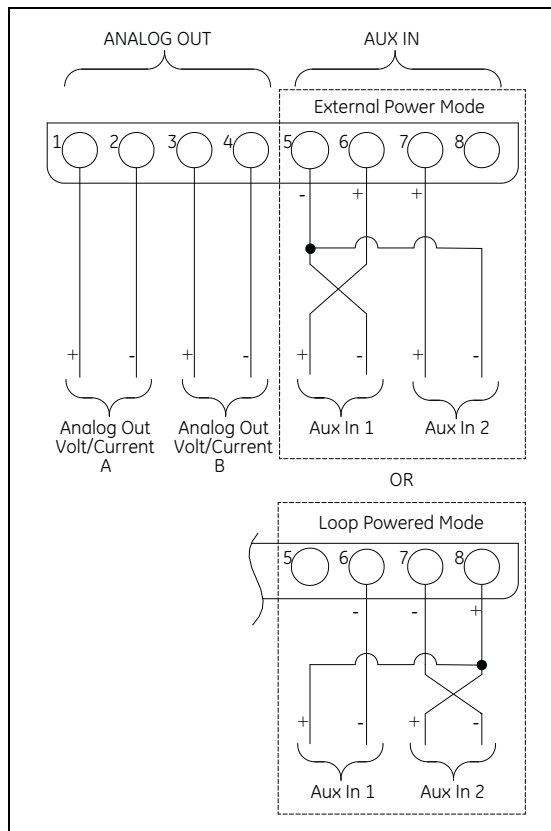 ANALOG OUT AUX IN
External Power Mode
1 2 3 4 5 6 7 8
- + +
+ - + - + - + -
Analog Out
Volt/Current
A
Analog Out
Volt/Current
B
Aux In 1 Aux In 2
OR
Loop Powered Mode
5 6 7 8
- - +
+ - + -
Aux In 1 Aux In 2